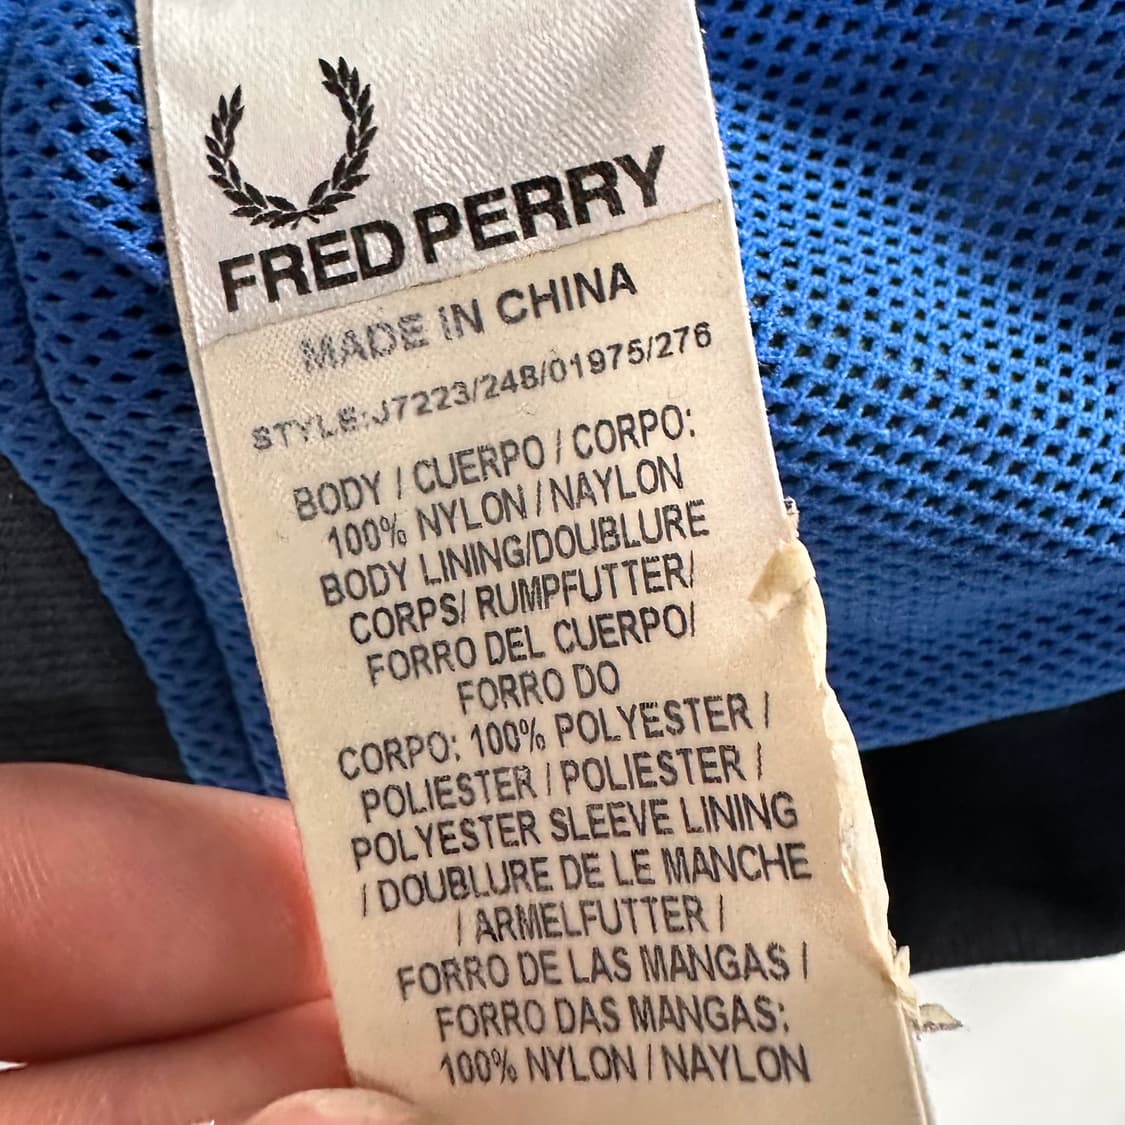 FRED PERRY
MADE IN CHINA
STYLE:J7223/248/01975/276
BODY / CUERPO / CORPO:
100% NYLON / NAYLON
BODY LINING/DOUBLURE
CORPS/ RUMPFUTTER/
FORRO DEL CUERPO/
FORRO DO
CORPO: 100% POLYESTER /
POLIESTER / POLIESTER /
POLYESTER SLEEVE LINING
/ DOUBLURE DE LE MANCHE
/ ARMELFUTTER /
FORRO DE LAS MANGAS /
FORRO DAS MANGAS:
100% NYLON / NAYLON